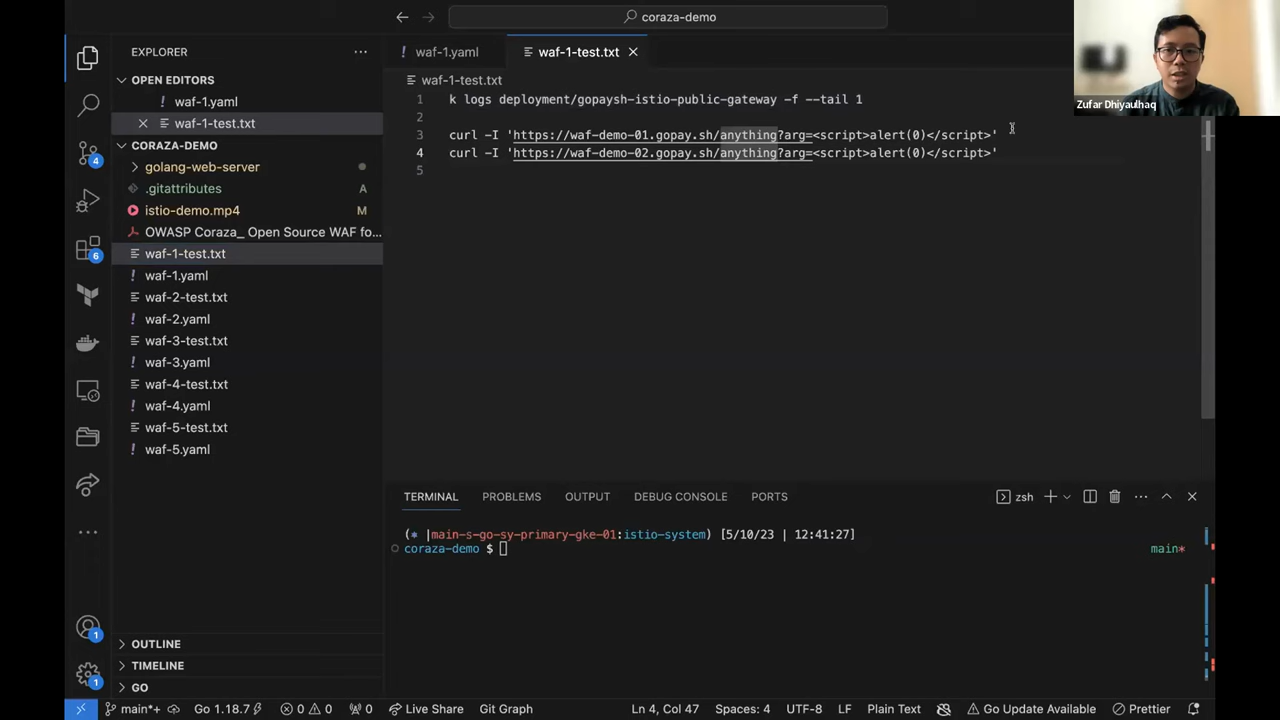 coraza-demo
Zufar Dhiyaulhaq
EXPLORER
waf-1.yaml
waf-1-test.txt
OPEN EDITORS
waf-1.yaml
waf-1-test.txt
CORAZA-DEMO
golang-web-server
.gitattributes A
istio-demo.mp4 M
OWASP Coraza_ Open Source WAF fo...
waf-1-test.txt
waf-1.yaml
waf-2-test.txt
waf-2.yaml
waf-3-test.txt
waf-3.yaml
waf-4-test.txt
waf-4.yaml
waf-5-test.txt
waf-5.yaml
OUTLINE
TIMELINE
GO
4
6
1
1
waf-1-test.txt
1 k logs deployment/gopaysh-istio-public-gateway -f --tail 1
2
3 curl -I 'https://waf-demo-01.gopay.sh/anything?arg=<script>alert(0)</script>'
4 curl -I 'https://waf-demo-02.gopay.sh/anything?arg=<script>alert(0)</script>'
5
TERMINAL PROBLEMS OUTPUT DEBUG CONSOLE PORTS zsh
(* |main-s-go-sy-primary-gke-01:istio-system) [5/10/23 | 12:41:27]
coraza-demo $ main*
main*+ Go 1.18.7 0 0 0 Live Share Git Graph Ln 4, Col 47 Spaces: 4 UTF-8 LF Plain Text Go Update Available Prettier